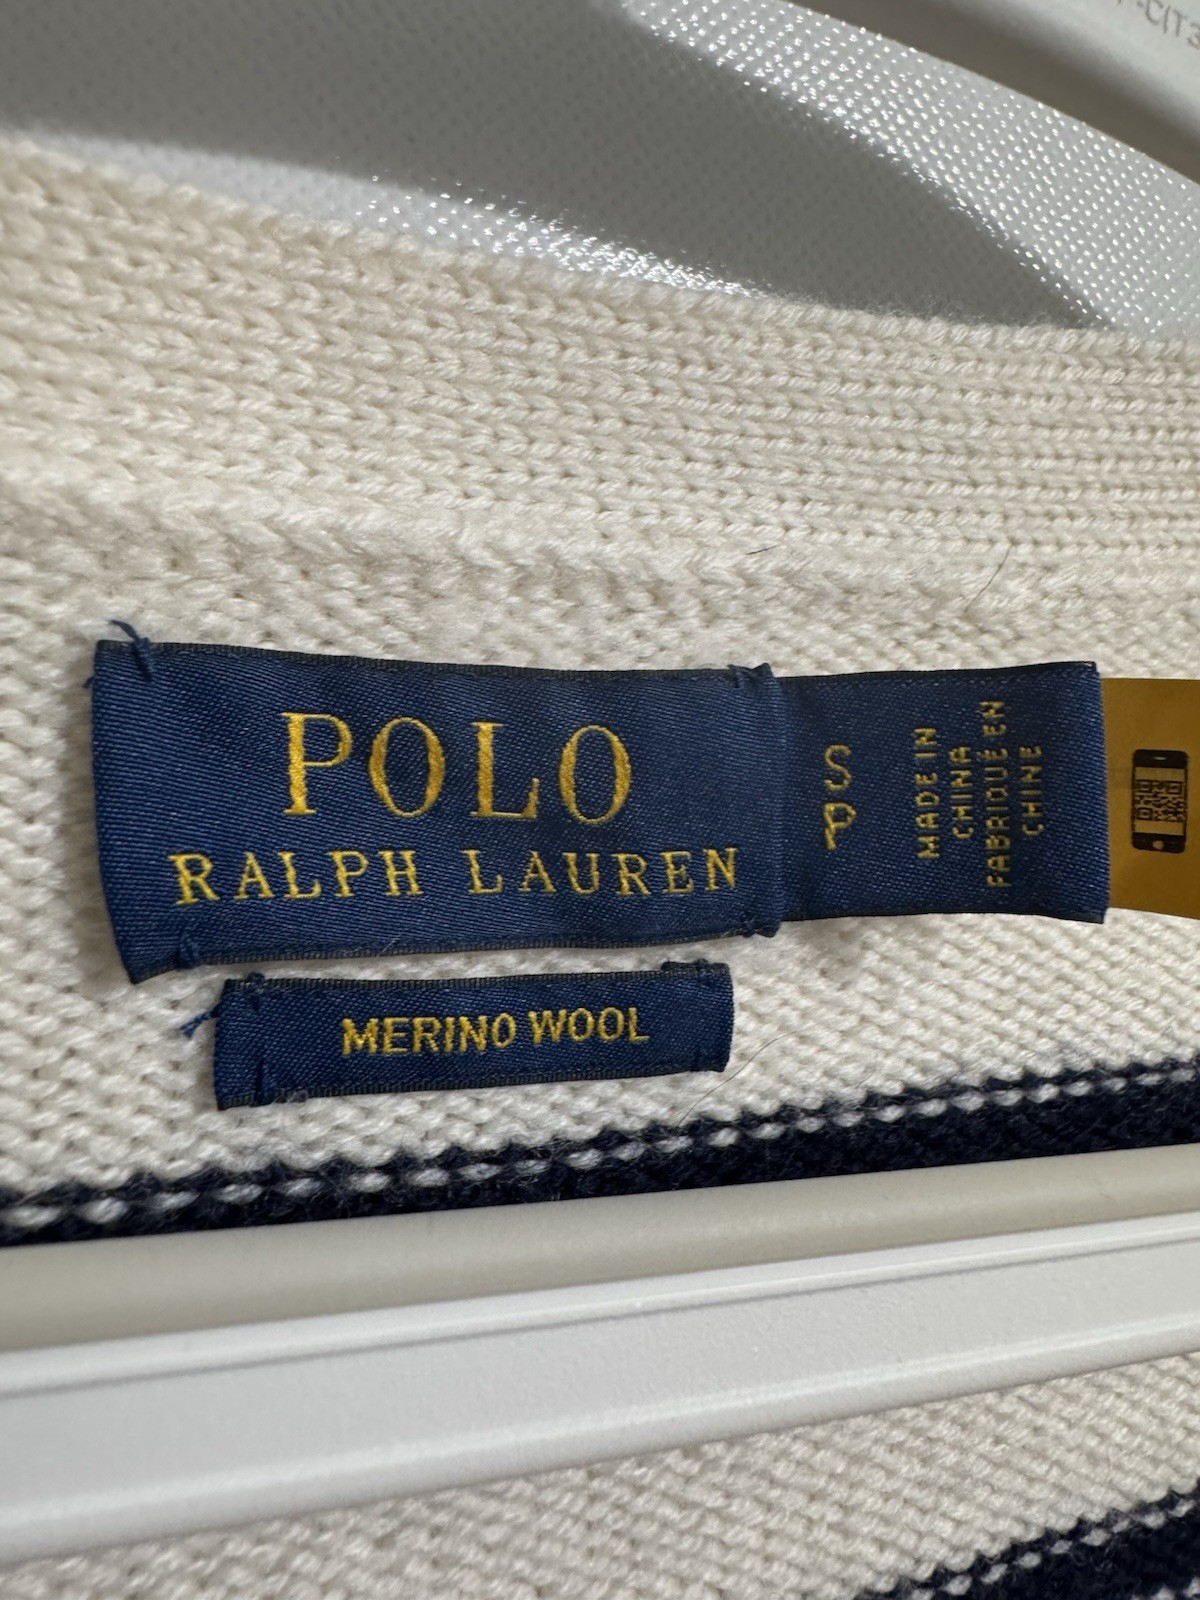 POLO
RALPH LAUREN
S
P
MADE IN
CHINA
FABRIQUÉ EN
CHINE
MERINO WOOL